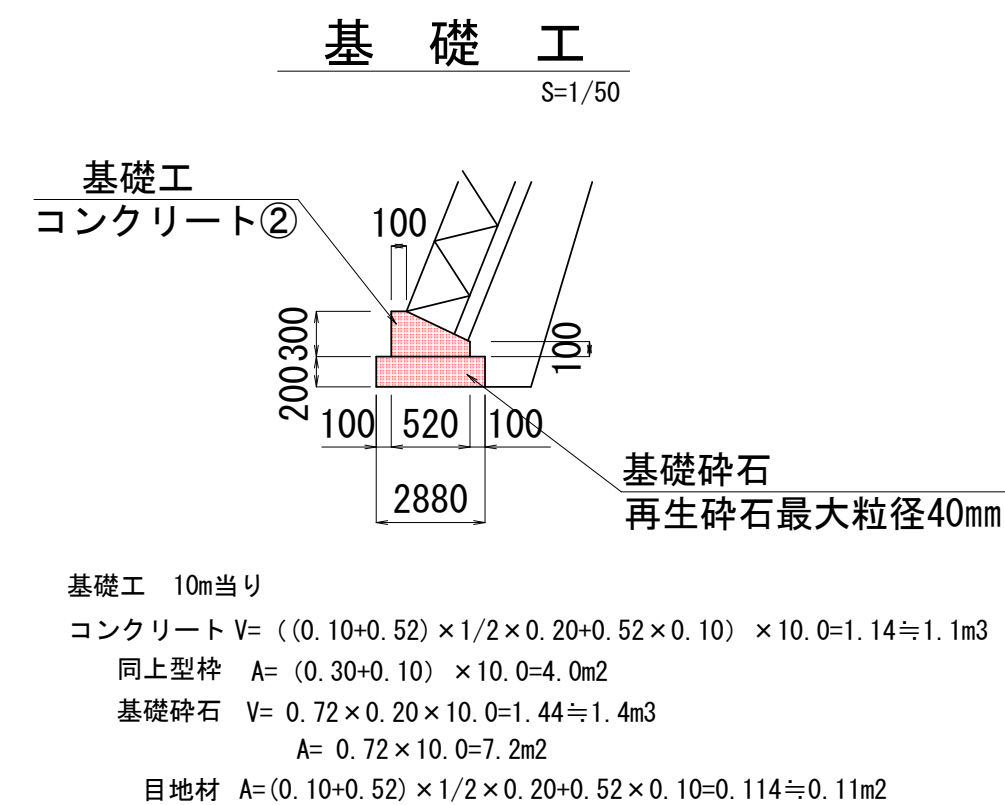 基 礎 工
S=1/50
基礎工
コンクリート②
100
300
200
100
100
520
100
2880
基礎砕石
再生砕石最大粒径40mm
基礎工 10m当り
コンクリート V= ((0.10+0.52)×1/2×0.20+0.52×0.10) ×10.0=1.14≒1.1m3
同上型枠 A= (0.30+0.10) ×10.0=4.0m2
基礎砕石 V= 0.72×0.20×10.0=1.44≒1.4m3
A= 0.72×10.0=7.2m2
目地材 A=(0.10+0.52)×1/2×0.20+0.52×0.10=0.114≒0.11m2